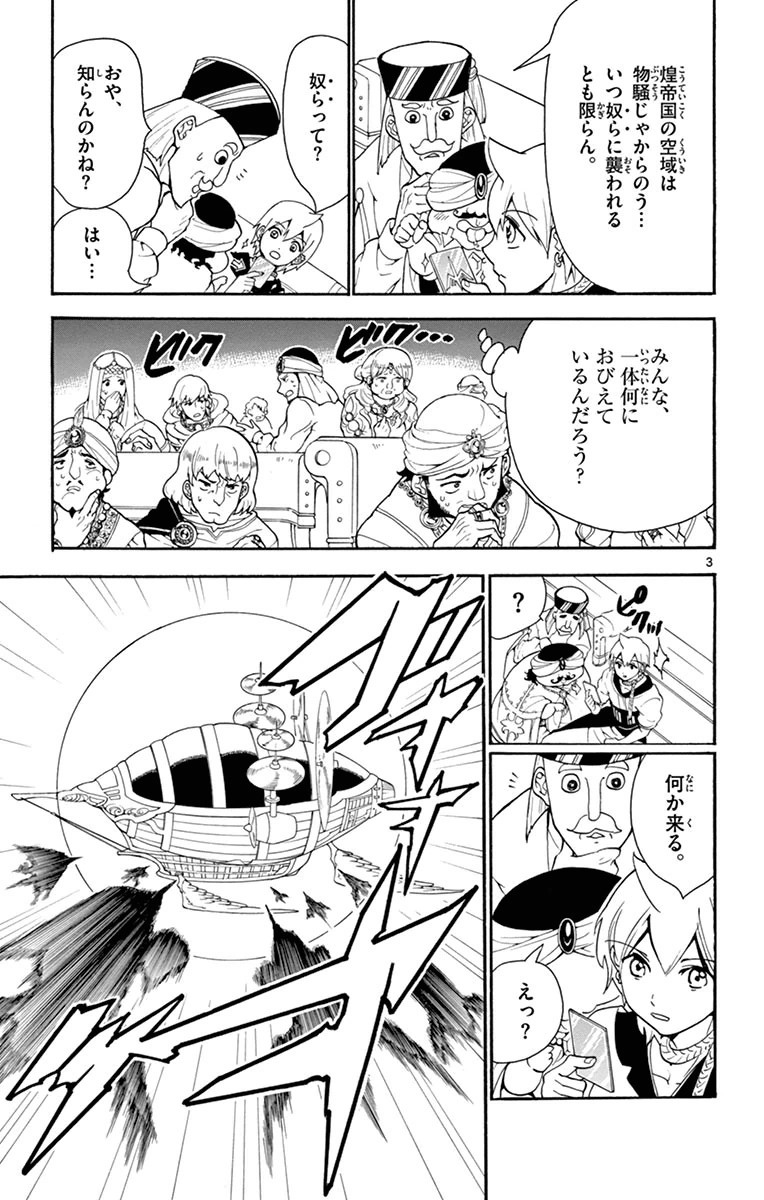 煌帝国の空域は
物騒じゃからのう…
いつ奴らに襲われる
とも限らん。
奴らって？
おや、
知らんのかね？
はい…
みんな、
一体何に
おびえて
いるんだろう？
ビクッ…
ビクッ
3
ピクッ
？
何か来る。
えっ？